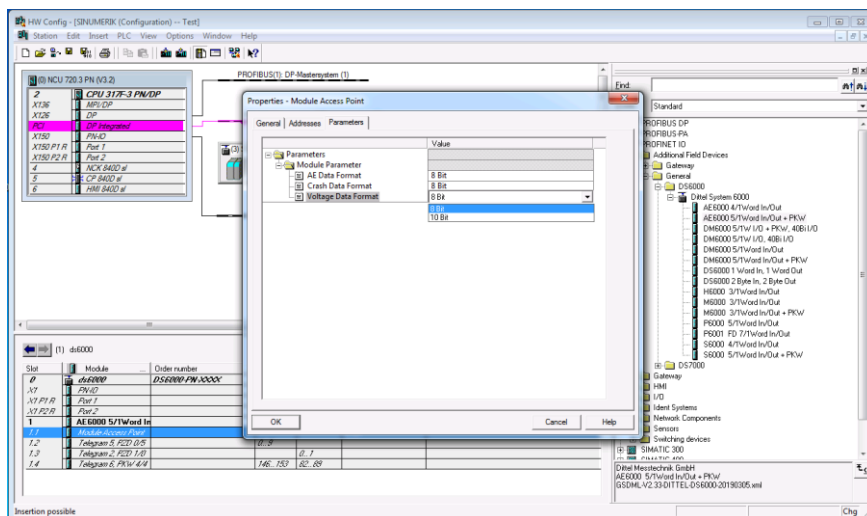 HW Config - [SINUMERIK (Configuration) -- Test]
Station Edit Insert PLC View Options Window Help
(0) NCU 720.3 PN (V3.2)
2 CPU 317F-3 PN/DP
X136 MPI/DP
X126 DP
PCI DP Integrated
X150 PN-IO
X150 P1 R Port 1
X150 P2 R Port 2
4 NCK 840D sl
5 CP 840D sl
6 HMI 840D sl
PROFIBUS(1): DP-Mastersystem (1)
(3)
Properties - Module Access Point
General Addresses Parameters
Value
Parameters
Module Parameter
AE Data Format 8 Bit
Crash Data Format 8 Bit
Voltage Data Format 8 Bit
8 Bit
10 Bit
OK Cancel Help
Find:
Standard
PROFIBUS DP
PROFIBUS-PA
PROFINET IO
Additional Field Devices
Gateway
General
DS6000
Dittel System 6000
AE6000 4/1Word In/Out
AE6000 5/1Word In/Out + PKW
DM6000 5/1W I/O + PKW, 40Bi I/O
DM6000 5/1W I/O, 40Bi I/O
DM6000 5/1Word In/Out
DM6000 5/1Word In/Out + PKW
DS6000 1 Word In, 1 Word Out
DS6000 2 Byte In, 2 Byte Out
H6000 3/1Word In/Out
M6000 3/1Word In/Out
M6000 3/1Word In/Out + PKW
P6000 5/1Word In/Out
P6001 FD 7/1Word In/Out
S6000 4/1Word In/Out
S6000 5/1Word In/Out + PKW
DS7000
Gateway
HMI
I/O
Ident Systems
Network Components
Sensors
Switching devices
SIMATIC 300
SIMATIC 400
Dittel Messtechnik GmbH
AE6000 5/1Word In/Out + PKW
GSDML-V2.33-DITTEL-DS6000-20190305.xml
(1) ds6000
Slot Module ... Order number
0 ds6000 DS6000-PN-XXXX
X1 PN-IO
X1 P1 R Port 1
X1 P2 R Port 2
1 AE6000 5/1Word In
1.1 Module Access Point
1.2 Telegram 5, PZD 5/0 0...9
1.3 Telegram 2, PZD 1/0 0...1
1.4 Telegram 6, PKW 4/4 146...153 82...89
Insertion possible
Chg